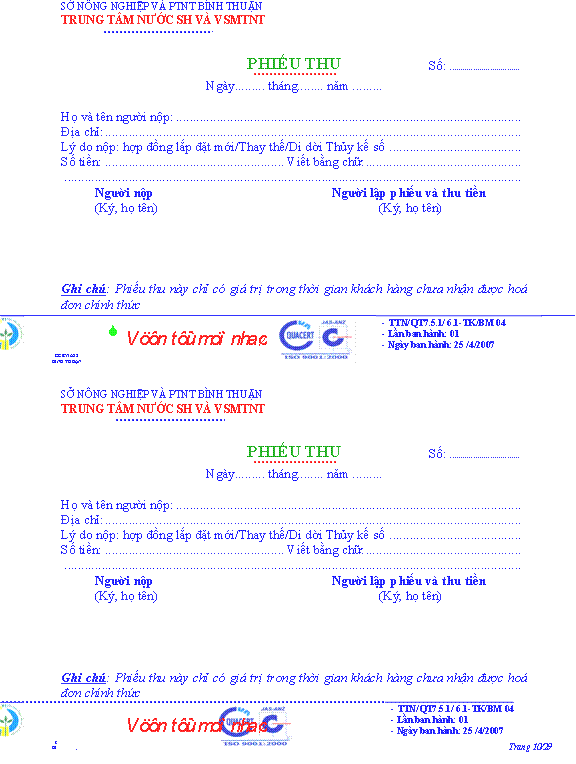 SỞ NÔNG NGHIỆP VÀ PTNT BÌNH THUẬN
TRUNG TÂM NƯỚC SH VÀ VSMTNT
PHIẾU THU
Số: ..............................
Ngày.......... tháng......... năm ..........
Họ và tên người nộp: ....................................................................
Địa chỉ: ....................................................................
Lý do nộp: hợp đồng lắp đặt mới/Thay thế/Di dời Thủy kế số ........................................
Số tiền: ........................................ Viết bằng chữ ........................................
....................................................................
Người nộp Người lập phiếu và thu tiền
(Ký, họ tên) (Ký, họ tên)
Ghi chú: Phiếu thu này chỉ có giá trị trong thời gian khách hàng chưa nhận được hoá
đơn chính thức
- TTN/QT7.5.1/ 6.1-TK/BM 04
- Lần ban hành: 01
- Ngày ban hành: 25 /4/2007
JAS-ANZ
QUACERT
ISO 9001:2000
SỞ NÔNG NGHIỆP VÀ PTNT BÌNH THUẬN
TRUNG TÂM NƯỚC SH VÀ VSMTNT
PHIẾU THU
Số: ..............................
Ngày.......... tháng......... năm ..........
Họ và tên người nộp: ....................................................................
Địa chỉ: ....................................................................
Lý do nộp: hợp đồng lắp đặt mới/Thay thế/Di dời Thủy kế số ........................................
Số tiền: ........................................ Viết bằng chữ ........................................
....................................................................
Người nộp Người lập phiếu và thu tiền
(Ký, họ tên) (Ký, họ tên)
Ghi chú: Phiếu thu này chỉ có giá trị trong thời gian khách hàng chưa nhận được hoá
đơn chính thức
JAS-ANZ
QUACERT
ISO 9001:2000
- TTN/QT7.5.1/ 6.1-TK/BM 04
- Lần ban hành: 01
- Ngày ban hành: 25 /4/2007
Trang 10/29